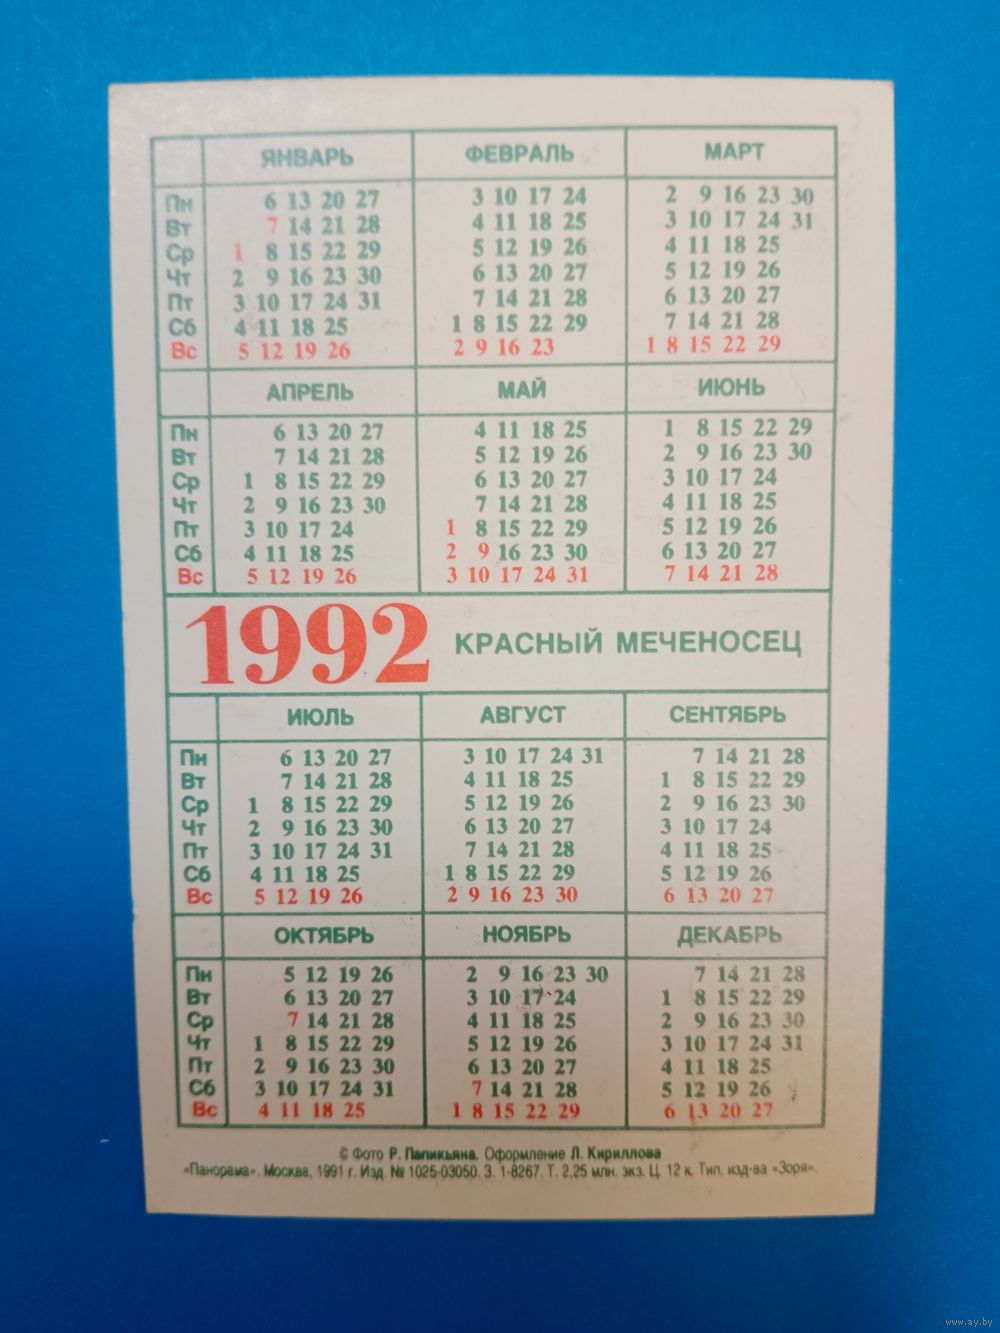 ЯНВАРЬ ФЕВРАЛЬ МАРТ
Пн 6 13 20 27 3 10 17 24 2 9 16 23 30
Вт 7 14 21 28 4 11 18 25 3 10 17 24 31
Ср 1 8 15 22 29 5 12 19 26 4 11 18 25
Чт 2 9 16 23 30 6 13 20 27 5 12 19 26
Пт 3 10 17 24 31 7 14 21 28 6 13 20 27
Сб 4 11 18 25 1 8 15 22 29 7 14 21 28
Вс 5 12 19 26 2 9 16 23 1 8 15 22 29
АПРЕЛЬ МАЙ ИЮНЬ
Пн 6 13 20 27 4 11 18 25 1 8 15 22 29
Вт 7 14 21 28 5 12 19 26 2 9 16 23 30
Ср 1 8 15 22 29 6 13 20 27 3 10 17 24
Чт 2 9 16 23 30 7 14 21 28 4 11 18 25
Пт 3 10 17 24 1 8 15 22 29 5 12 19 26
Сб 4 11 18 25 2 9 16 23 30 6 13 20 27
Вс 5 12 19 26 3 10 17 24 31 7 14 21 28
1992 КРАСНЫЙ МЕЧЕНОСЕЦ
ИЮЛЬ АВГУСТ СЕНТЯБРЬ
Пн 6 13 20 27 3 10 17 24 31 7 14 21 28
Вт 7 14 21 28 4 11 18 25 1 8 15 22 29
Ср 1 8 15 22 29 5 12 19 26 2 9 16 23 30
Чт 2 9 16 23 30 6 13 20 27 3 10 17 24
Пт 3 10 17 24 31 7 14 21 28 4 11 18 25
Сб 4 11 18 25 1 8 15 22 29 5 12 19 26
Вс 5 12 19 26 2 9 16 23 30 6 13 20 27
ОКТЯБРЬ НОЯБРЬ ДЕКАБРЬ
Пн 5 12 19 26 2 9 16 23 30 7 14 21 28
Вт 6 13 20 27 3 10 17 24 1 8 15 22 29
Ср 7 14 21 28 4 11 18 25 2 9 16 23 30
Чт 1 8 15 22 29 5 12 19 26 3 10 17 24 31
Пт 2 9 16 23 30 6 13 20 27 4 11 18 25
Сб 3 10 17 24 31 7 14 21 28 5 12 19 26
Вс 4 11 18 25 1 8 15 22 29 6 13 20 27
© Фото Р. Папикьяна. Оформление Л. Кириллова
«Панорама». Москва, 1991 г. Изд. № 1025-03050. З. 1-8267. Т. 2,25 млн. экз. Ц. 12 к. Тип. изд-ва «Зоря».
www.ay.by